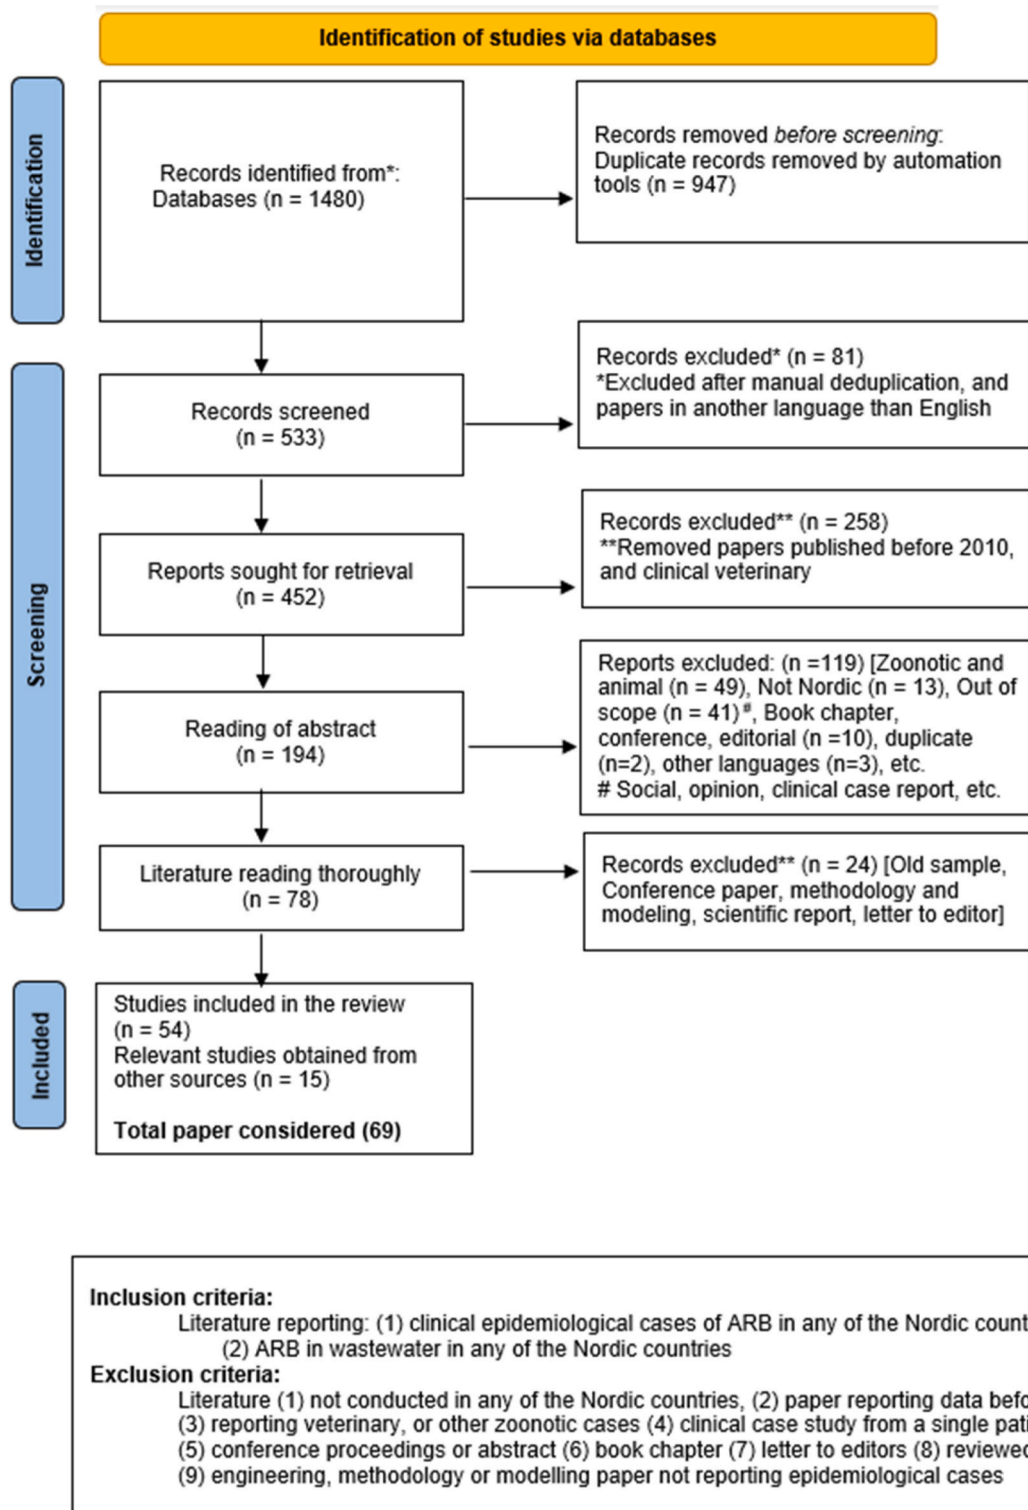 Identification of studies via databases
Identification
Records identified from*:
Databases (n = 1480)
Records removed before screening:
Duplicate records removed by automation
tools (n = 947)
Screening
Records screened
(n = 533)
Records excluded* (n = 81)
*Excluded after manual deduplication, and
papers in another language than English
Reports sought for retrieval
(n = 452)
Records excluded** (n = 258)
**Removed papers published before 2010,
and clinical veterinary
Reading of abstract
(n = 194)
Reports excluded: (n =119) [Zoonotic and
animal (n = 49), Not Nordic (n = 13), Out of
scope (n = 41)#, Book chapter,
conference, editorial (n =10), duplicate
(n=2), other languages (n=3), etc.
# Social, opinion, clinical case report, etc.
Literature reading thoroughly
(n = 78)
Records excluded** (n = 24) [Old sample,
Conference paper, methodology and
modeling, scientific report, letter to editor]
Included
Studies included in the review
(n = 54)
Relevant studies obtained from
other sources (n = 15)
Total paper considered (69)
Inclusion criteria:
Literature reporting: (1) clinical epidemiological cases of ARB in any of the Nordic
(2) ARB in wastewater in any of the Nordic countries
Exclusion criteria:
Literature (1) not conducted in any of the Nordic countries, (2) paper reporting data
(3) reporting veterinary, or other zoonotic cases (4) clinical case study from a single
(5) conference proceedings or abstract (6) book chapter (7) letter to editors (8) reviewed
(9) engineering, methodology or modelling paper not reporting epidemiological cases